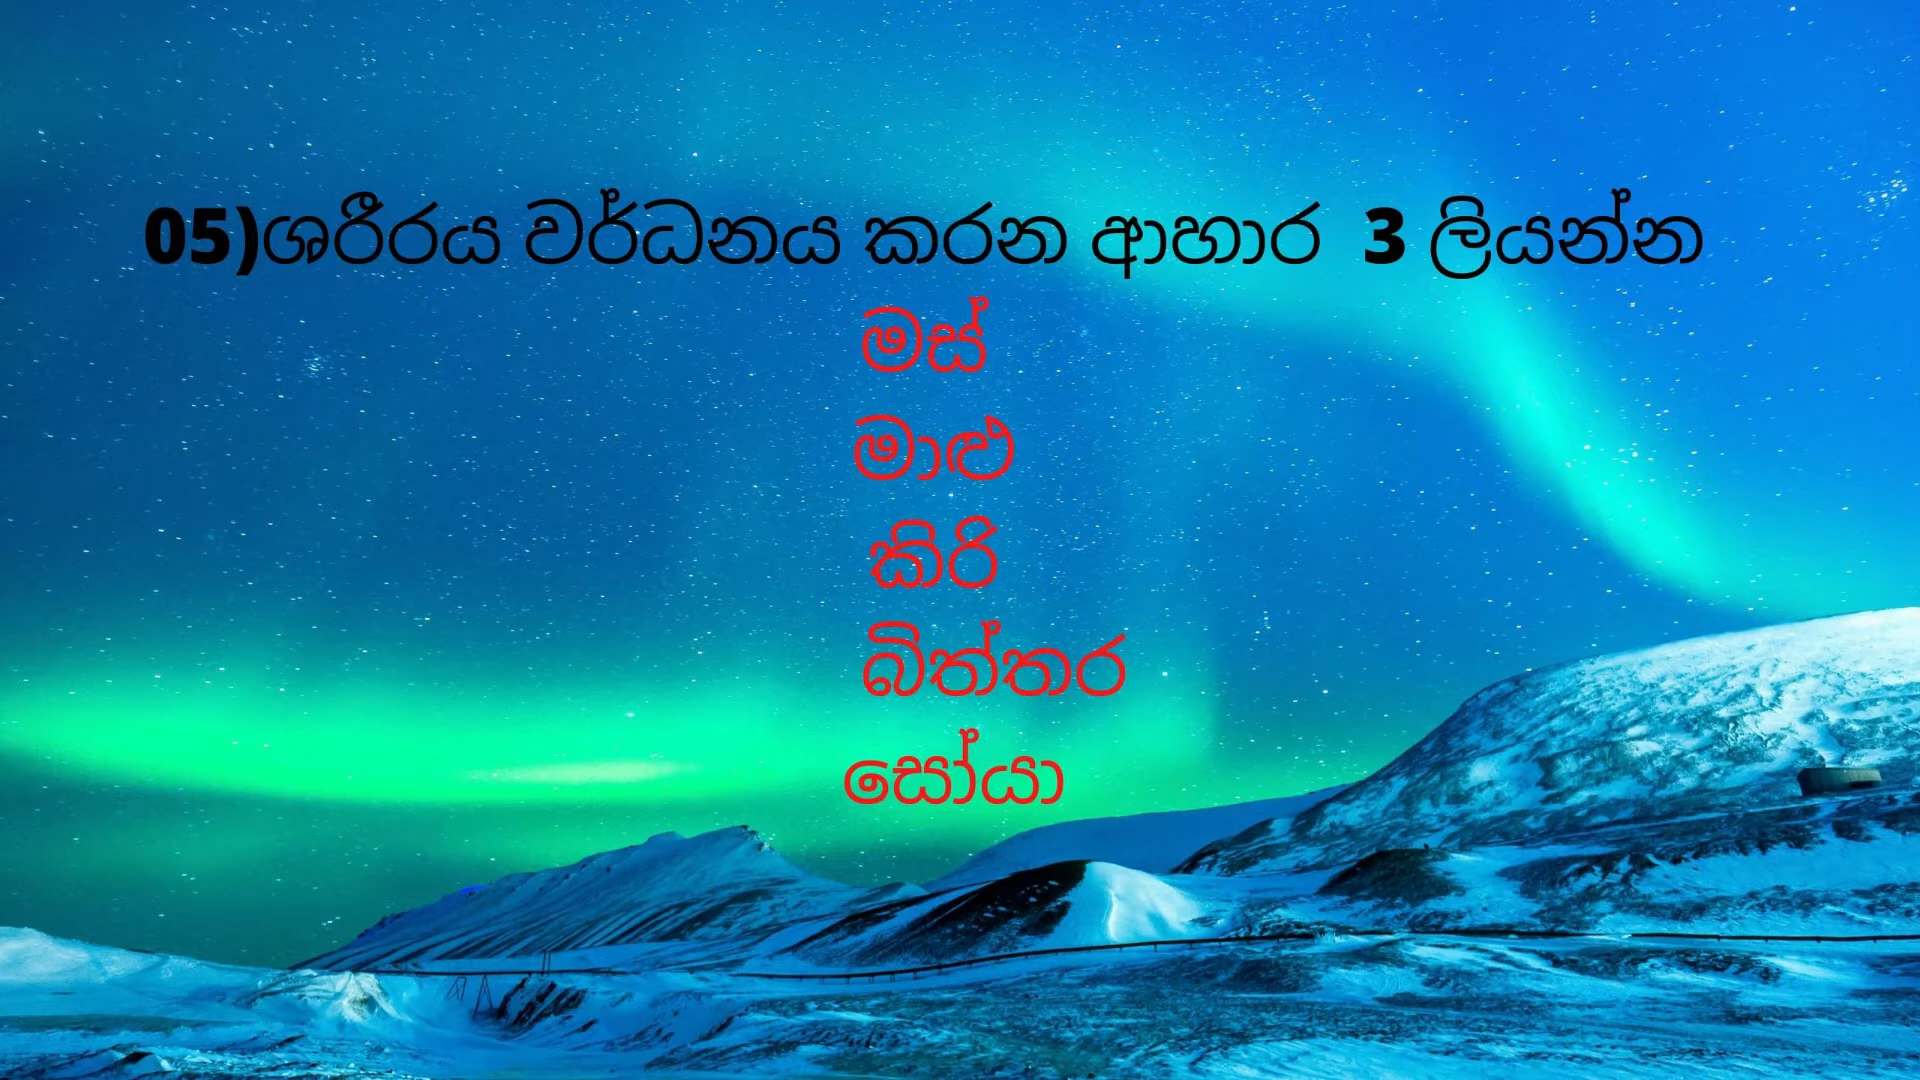 05)ශරීරය වර්ධනය කරන ආහාර 3 ලියන්න
මස්
මාළු
කිරි
බිත්තර
සෝයා